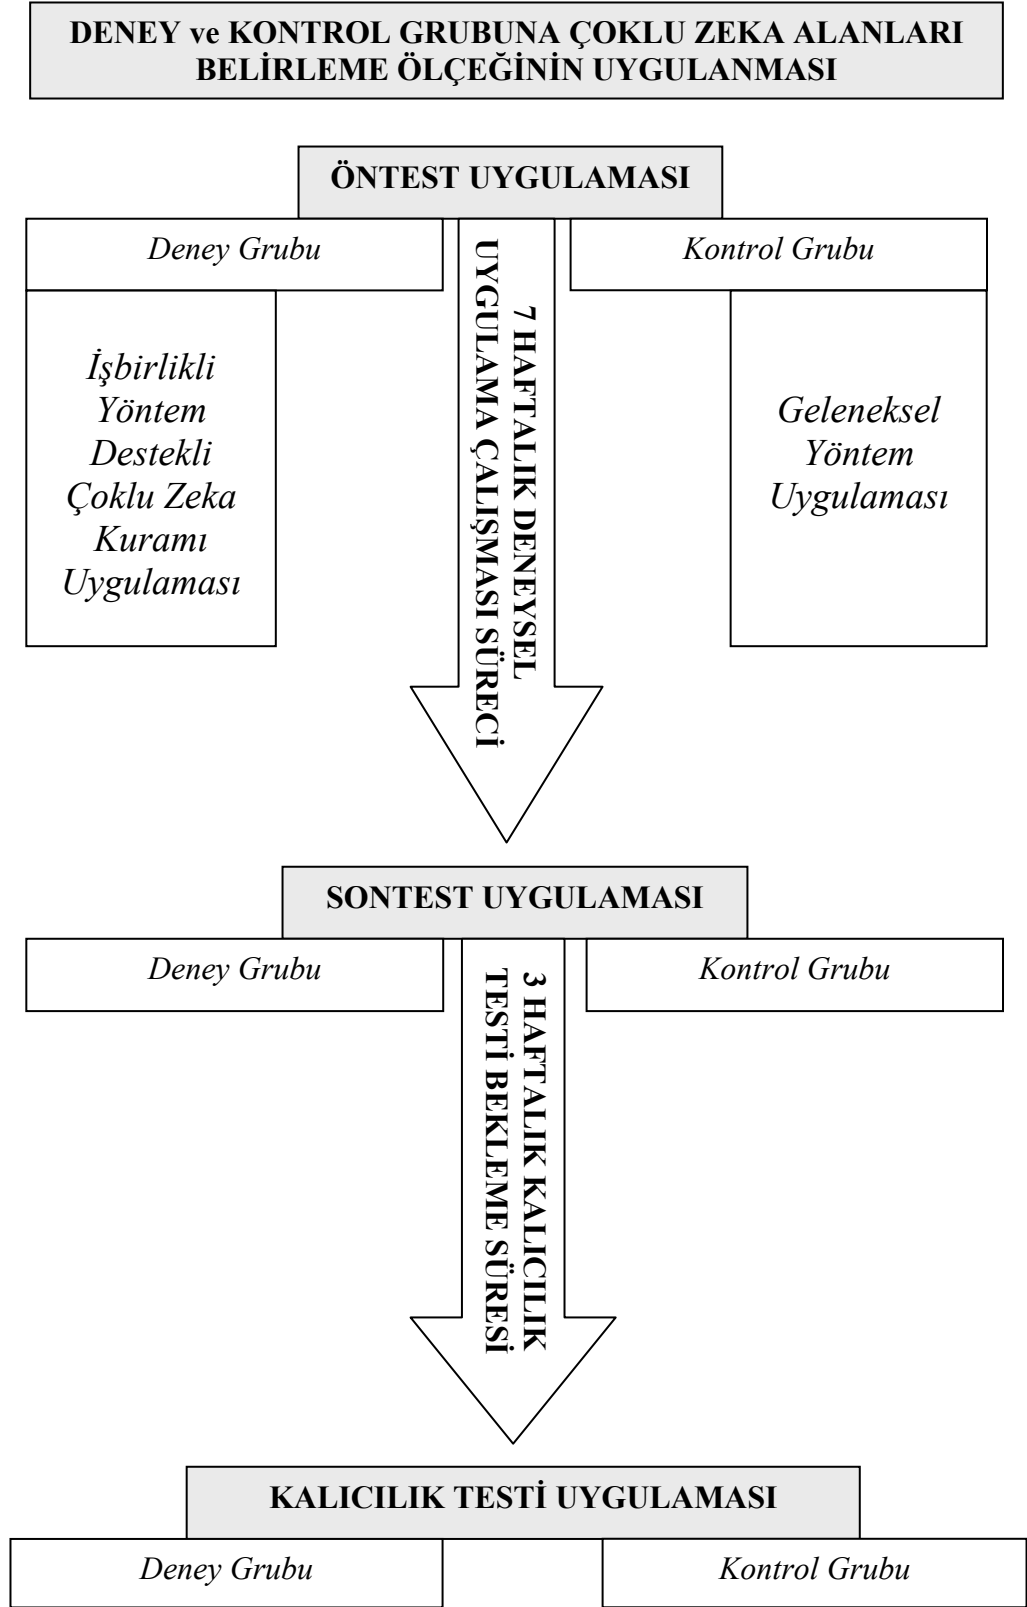 DENEY ve KONTROL GRUBUNA ÇOKLU ZEKA ALANLARI
BELİRLEME ÖLÇEĞİNİN UYGULANMASI
ÖNTEST UYGULAMASI
Deney Grubu
Kontrol Grubu
İşbirlikli
Yöntem
Destekli
Çoklu Zeka
Kuramı
Uygulaması
7 HAFTALIK DENEYSEL
UYGULAMA ÇALIŞMASI SÜRECİ
Geleneksel
Yöntem
Uygulaması
SONTEST UYGULAMASI
Deney Grubu
Kontrol Grubu
3 HAFTALIK KALICILIK
TESTİ BEKLEME SÜRESİ
KALICILIK TESTİ UYGULAMASI
Deney Grubu
Kontrol Grubu